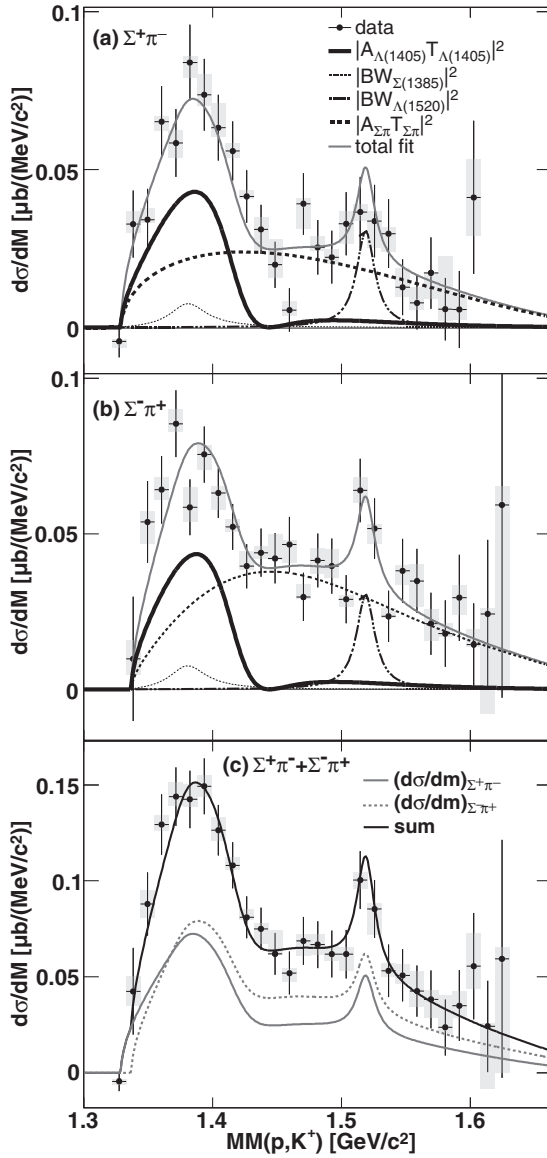 0.1
(a) Σ⁺π⁻
data
|A_Λ(1405)T_Λ(1405)|²
|BW_Σ(1385)|²
|BW_Λ(1520)|²
|A_ΣπT_Σπ|²
total fit
dσ/dM [μb/(MeV/c²)]
0.05
0
0.1
(b) Σ⁻π⁺
dσ/dM [μb/(MeV/c²)]
0.05
0
(c) Σ⁺π⁻+Σ⁻π⁺
(dσ/dm)_Σ⁺π⁻
(dσ/dm)_Σ⁻π⁺
sum
dσ/dM [μb/(MeV/c²)]
0.15
0.1
0.05
0
1.3 1.4 1.5 1.6
MM(p,K⁺) [GeV/c²]